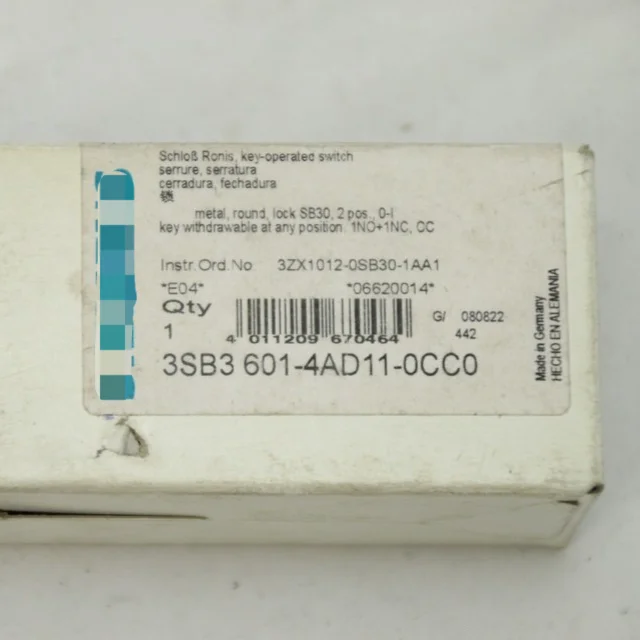 Schloß Ronis, key-operated switch
serrure, serratura
cerradura, fechadura
锁
metal, round, lock SB30, 2 pos., 0-I
key withdrawable at any position, 1NO+1NC, CC
Instr.Ord.No. 3ZX1012-0SB30-1AA1
*E04* *06620014*
Qty
1
4 011209 670464
G/ 080822
442
3SB3 601-4AD11-0CC0
Made in Germany
HECHO EN ALEMANIA